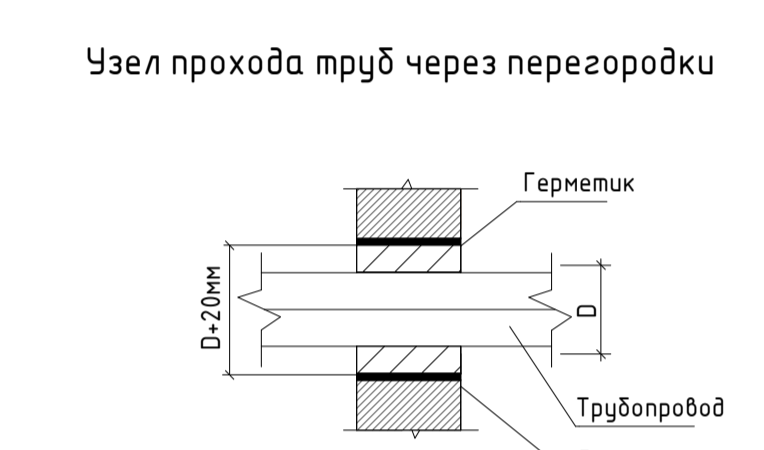 Узел прохода труб через перегородки
Герметик
D+20мм
D
Трубопровод